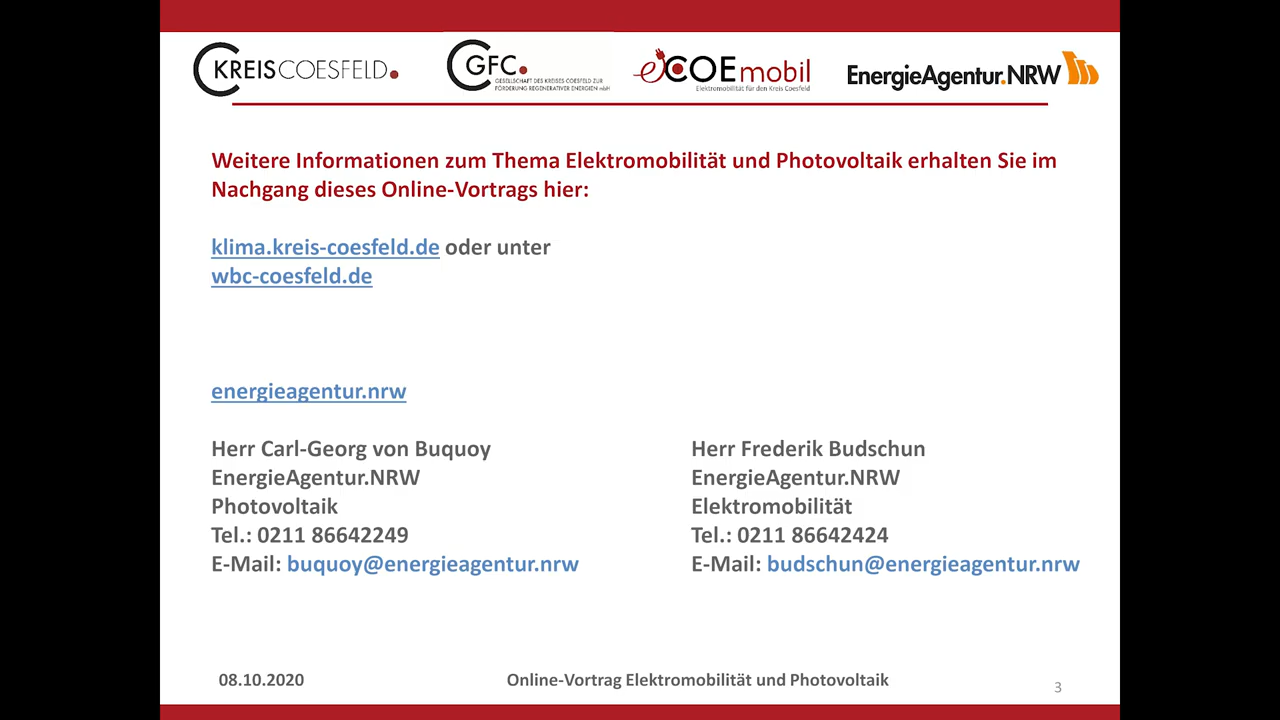 KREISCOESFELD
GFC.
GESELLSCHAFT DES KREISES COESFELD ZUR
FÖRDERUNG REGENERATIVER ENERGIEN mbH
eCOEmobil
Elektromobilität für den Kreis Coesfeld
EnergieAgentur.NRW
Weitere Informationen zum Thema Elektromobilität und Photovoltaik erhalten Sie im
Nachgang dieses Online-Vortrags hier:
klima.kreis-coesfeld.de oder unter
wbc-coesfeld.de
energieagentur.nrw
Herr Carl-Georg von Buquoy
EnergieAgentur.NRW
Photovoltaik
Tel.: 0211 86642249
E-Mail: buquoy@energieagentur.nrw
Herr Frederik Budschun
EnergieAgentur.NRW
Elektromobilität
Tel.: 0211 86642424
E-Mail: budschun@energieagentur.nrw
08.10.2020
Online-Vortrag Elektromobilität und Photovoltaik
3